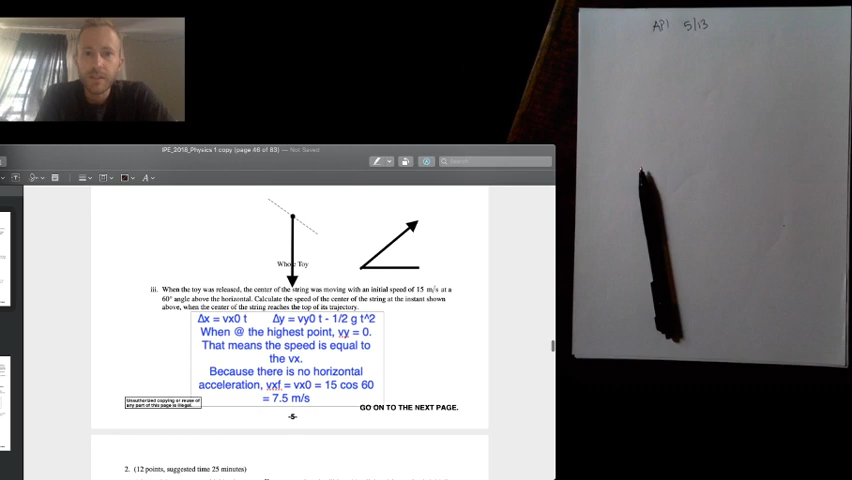 AP1 5/13
IPE_2018_Physics 1 copy (page 46 of 83) — Not Saved
Search
Whole Toy
iii. When the toy was released, the center of the string was moving with an initial speed of 15 m/s at a
60° angle above the horizontal. Calculate the speed of the center of the string at the instant shown
above, when the center of the string reaches the top of its trajectory.
Δx = vx0 t Δy = vy0 t - 1/2 g t^2
When @ the highest point, vy = 0.
That means the speed is equal to
the vx.
Because there is no horizontal
acceleration, vxf = vx0 = 15 cos 60
= 7.5 m/s
Unauthorized copying or reuse of
any part of this page is illegal.
GO ON TO THE NEXT PAGE.
-5-
2. (12 points, suggested time 25 minutes)